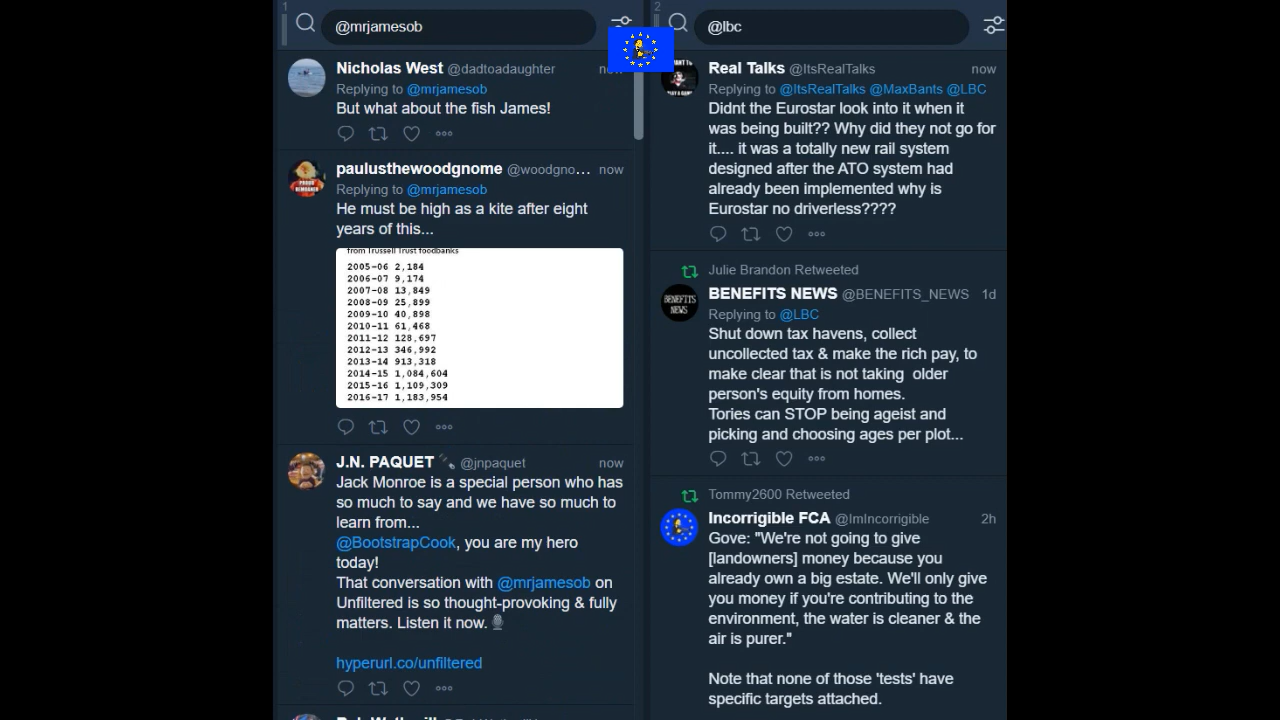 1
@mrjamesob
Nicholas West @dadtoadaughter now
Replying to @mrjamesob
But what about the fish James!
paulusthewoodgnome @woodgno... now
Replying to @mrjamesob
He must be high as a kite after eight
years of this...
from Trussell Trust foodbanks
2005-06 2,184
2006-07 9,174
2007-08 13,849
2008-09 25,899
2009-10 40,898
2010-11 61,468
2011-12 128,697
2012-13 346,992
2013-14 913,318
2014-15 1,084,604
2015-16 1,109,309
2016-17 1,183,954
J.N. PAQUET @jnpaquet now
Jack Monroe is a special person who has
so much to say and we have so much to
learn from...
@BootstrapCook, you are my hero
today!
That conversation with @mrjamesob on
Unfiltered is so thought-provoking & fully
matters. Listen it now.
hyperurl.co/unfiltered
2
@lbc
Real Talks @ItsRealTalks now
Replying to @ItsRealTalks @MaxBants @LBC
Didnt the Eurostar look into it when it
was being built?? Why did they not go for
it.... it was a totally new rail system
designed after the ATO system had
already been implemented why is
Eurostar no driverless????
Julie Brandon Retweeted
BENEFITS NEWS @BENEFITS_NEWS 1d
BENEFITS
NEWS
Replying to @LBC
Shut down tax havens, collect
uncollected tax & make the rich pay, to
make clear that is not taking older
person's equity from homes.
Tories can STOP being ageist and
picking and choosing ages per plot...
Tommy2600 Retweeted
Incorrigible FCA @ImIncorrigible 2h
Gove: "We're not going to give
[landowners] money because you
already own a big estate. We'll only give
you money if you're contributing to the
environment, the water is cleaner & the
air is purer."
Note that none of those 'tests' have
specific targets attached.